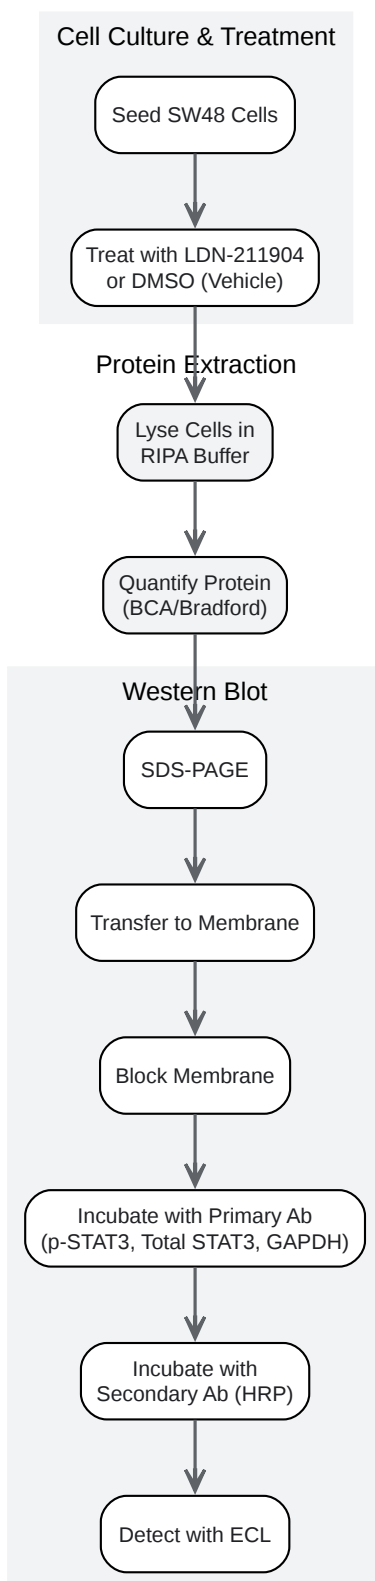 Cell Culture & Treatment
Seed SW48 Cells
Treat with LDN-211904
or DMSO (Vehicle)
Protein Extraction
Lyse Cells in
RIPA Buffer
Quantify Protein
(BCA/Bradford)
Western Blot
SDS-PAGE
Transfer to Membrane
Block Membrane
Incubate with Primary Ab
(p-STAT3, Total STAT3, GAPDH)
Incubate with
Secondary Ab (HRP)
Detect with ECL